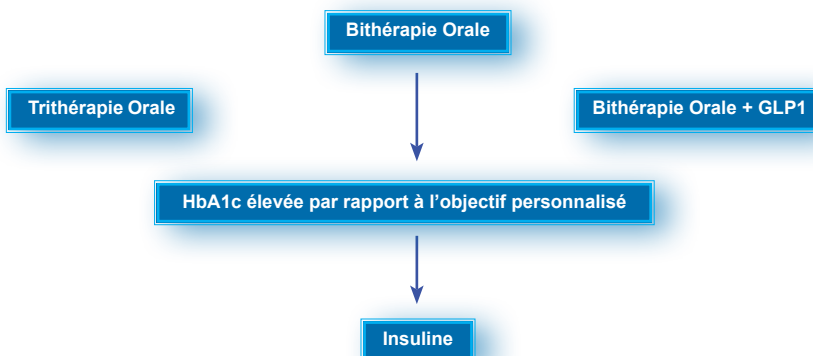 Bithérapie Orale
Trithérapie Orale
Bithérapie Orale + GLP1
HbA1c élevée par rapport à l’objectif personnalisé
Insuline